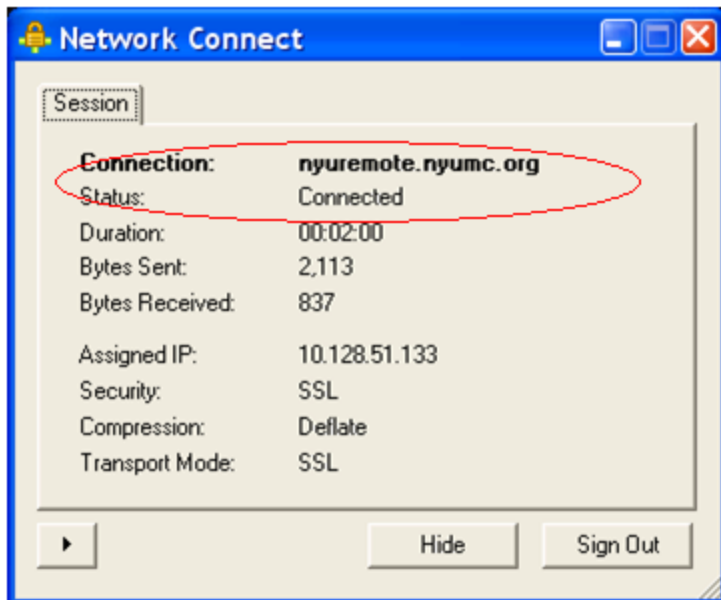 Network Connect
Session
Connection: nyuremote.nyumc.org
Status: Connected
Duration: 00:02:00
Bytes Sent: 2,113
Bytes Received: 837
Assigned IP: 10.128.51.133
Security: SSL
Compression: Deflate
Transport Mode: SSL
Hide Sign Out